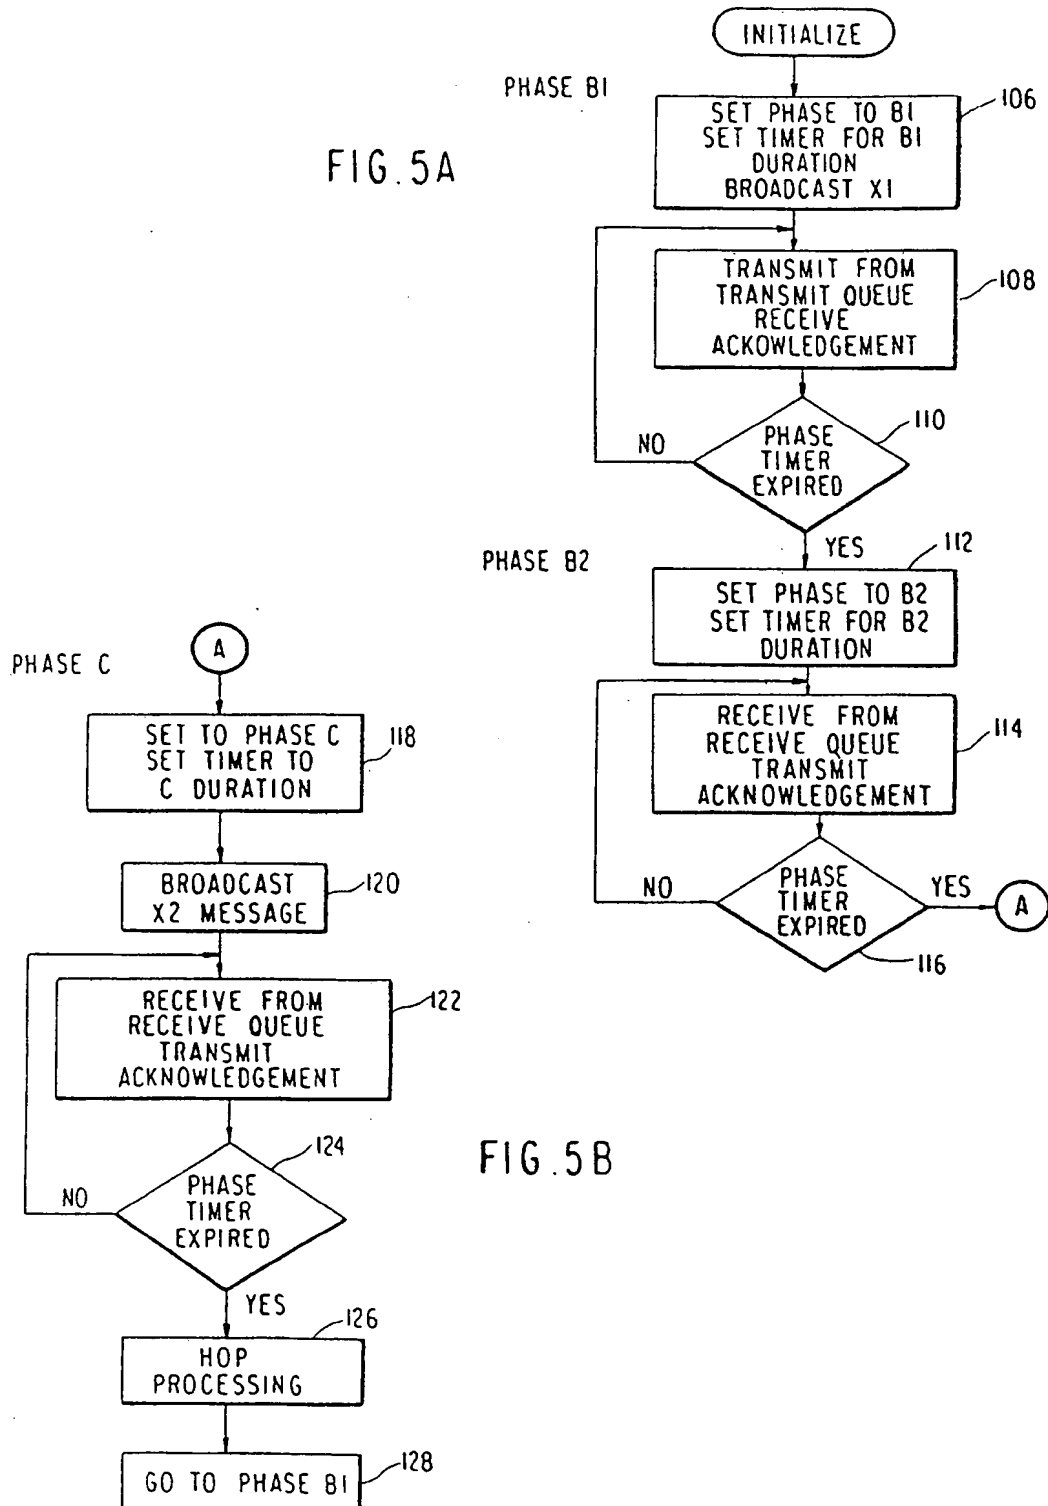 INITIALIZE
PHASE B1
106
SET PHASE TO B1
SET TIMER FOR B1
DURATION
BROADCAST X1
FIG.5A
TRANSMIT FROM
TRANSMIT QUEUE
RECEIVE
ACKOWLEDGEMENT
108
PHASE
TIMER
EXPIRED
110
NO
YES
PHASE B2
112
SET PHASE TO B2
SET TIMER FOR B2
DURATION
RECEIVE FROM
RECEIVE QUEUE
TRANSMIT
ACKNOWLEDGEMENT
114
PHASE
TIMER
EXPIRED
NO
YES
A
116
PHASE C
A
SET TO PHASE C
SET TIMER TO
C DURATION
118
BROADCAST
X2 MESSAGE
120
RECEIVE FROM
RECEIVE QUEUE
TRANSMIT
ACKNOWLEDGEMENT
122
FIG.5B
124
PHASE
TIMER
EXPIRED
NO
YES
126
HOP
PROCESSING
GO TO PHASE B1
128